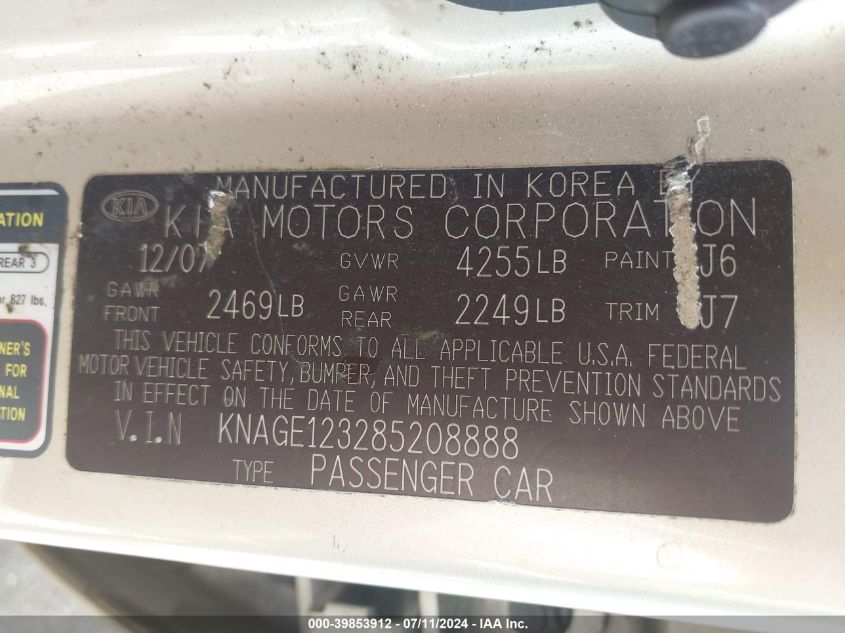 MANUFACTURED IN KOREA
KIA
KIA MOTORS CORPORATION
12/07 GVWR 4255LB PAINT J6
GAWR FRONT 2469LB GAWR REAR 2249LB TRIM J7
THIS VEHICLE CONFORMS TO ALL APPLICABLE U.S.A. FEDERAL
MOTOR VEHICLE SAFETY, BUMPER, AND THEFT PREVENTION STANDARDS
IN EFFECT ON THE DATE OF MANUFACTURE SHOWN ABOVE
V.I.N KNAGE123285208888
TYPE PASSENGER CAR
ATION
REAR 3
827 lbs.
NER'S
FOR
NAL
ATION
000-39853912 - 07/11/2024 - IAA Inc.